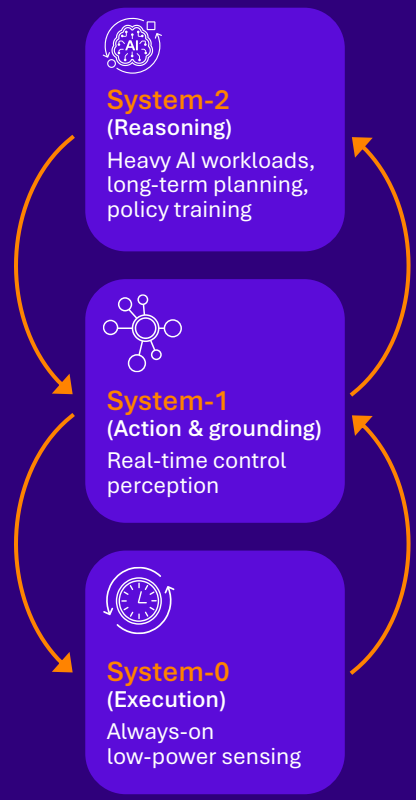 AI
System-2
(Reasoning)
Heavy AI workloads,
long-term planning,
policy training
System-1
(Action & grounding)
Real-time control
perception
System-0
(Execution)
Always-on
low-power sensing